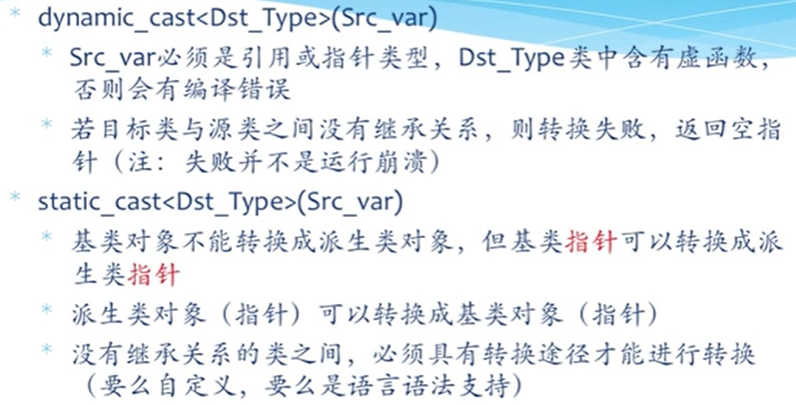 * dynamic_cast<Dst_Type>(Src_var)
* Src_var必须是引用或指针类型，Dst_Type类中含有虚函数，
否则会有编译错误
* 若目标类与源类之间没有继承关系，则转换失败，返回空指
针（注：失败并不是运行崩溃）
* static_cast<Dst_Type>(Src_var)
* 基类对象不能转换成派生类对象，但基类指针可以转换成派
生类指针
* 派生类对象（指针）可以转换成基类对象（指针）
* 没有继承关系的类之间，必须具有转换途径才能进行转换
（要么自定义，要么是语言语法支持）